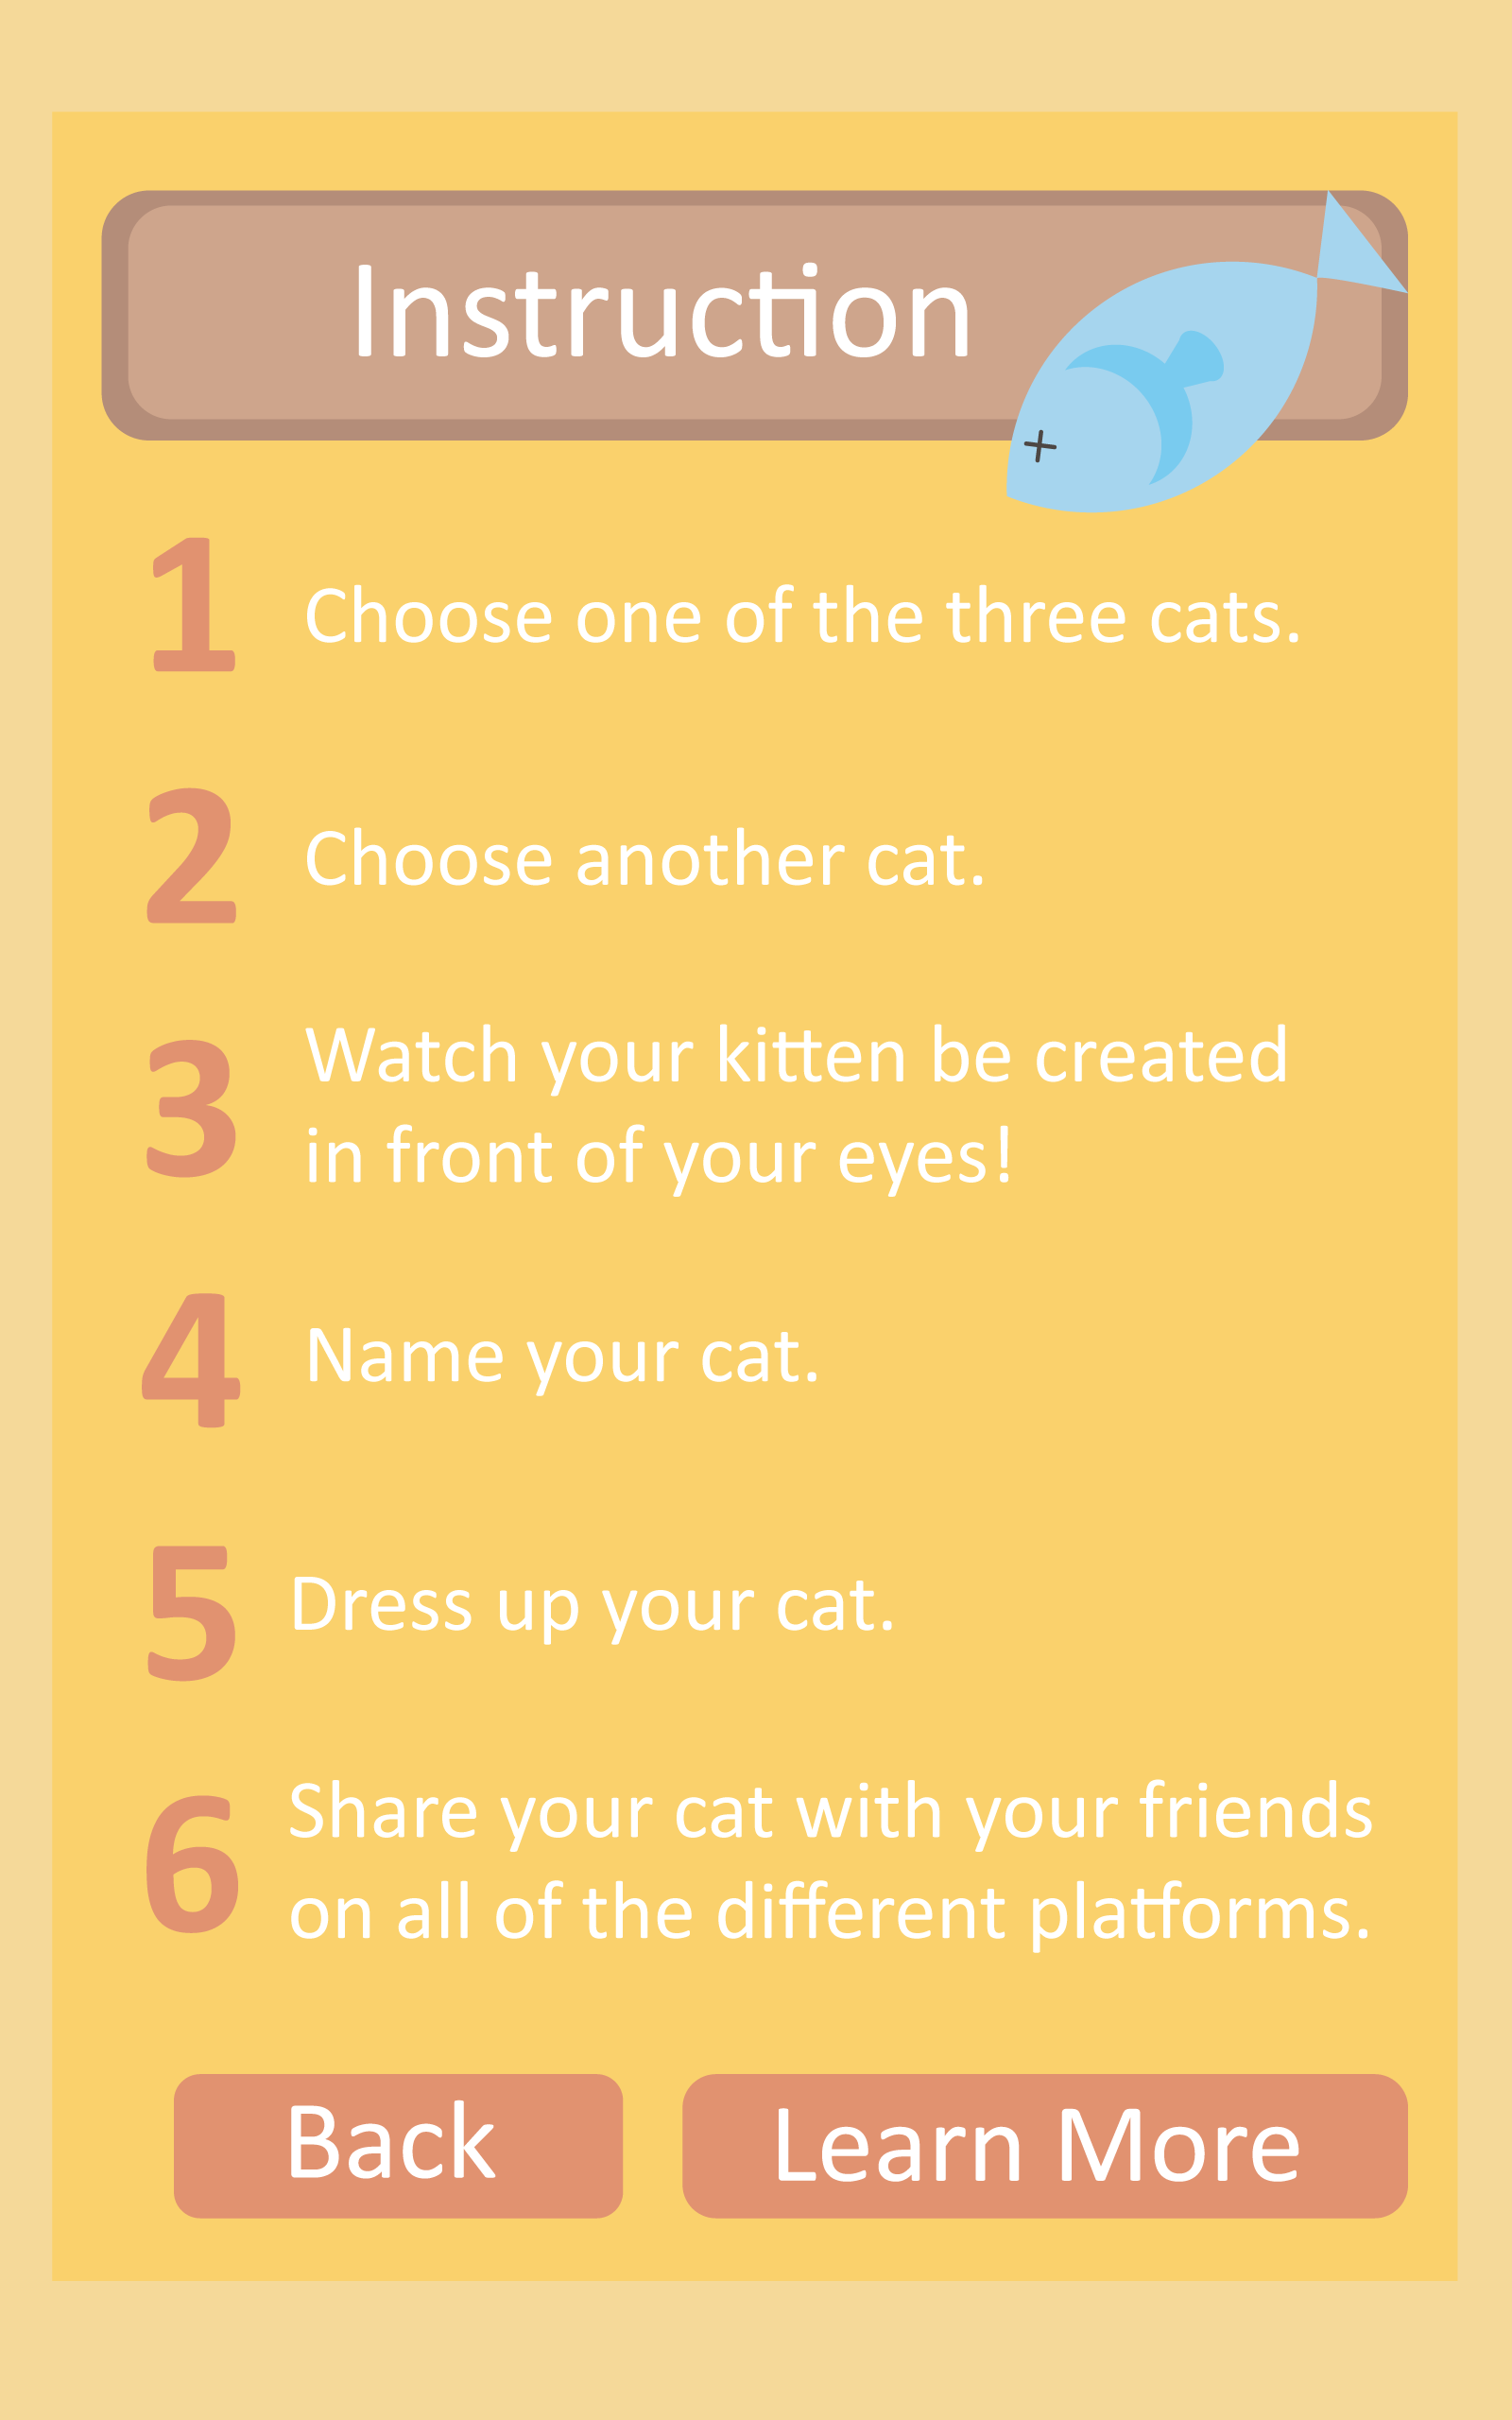 Instruction
1 Choose one of the three cats.
2 Choose another cat.
3 Watch your kitten be created
in front of your eyes!
4 Name your cat.
5 Dress up your cat.
6 Share your cat with your friends
on all of the different platforms.
Back Learn More